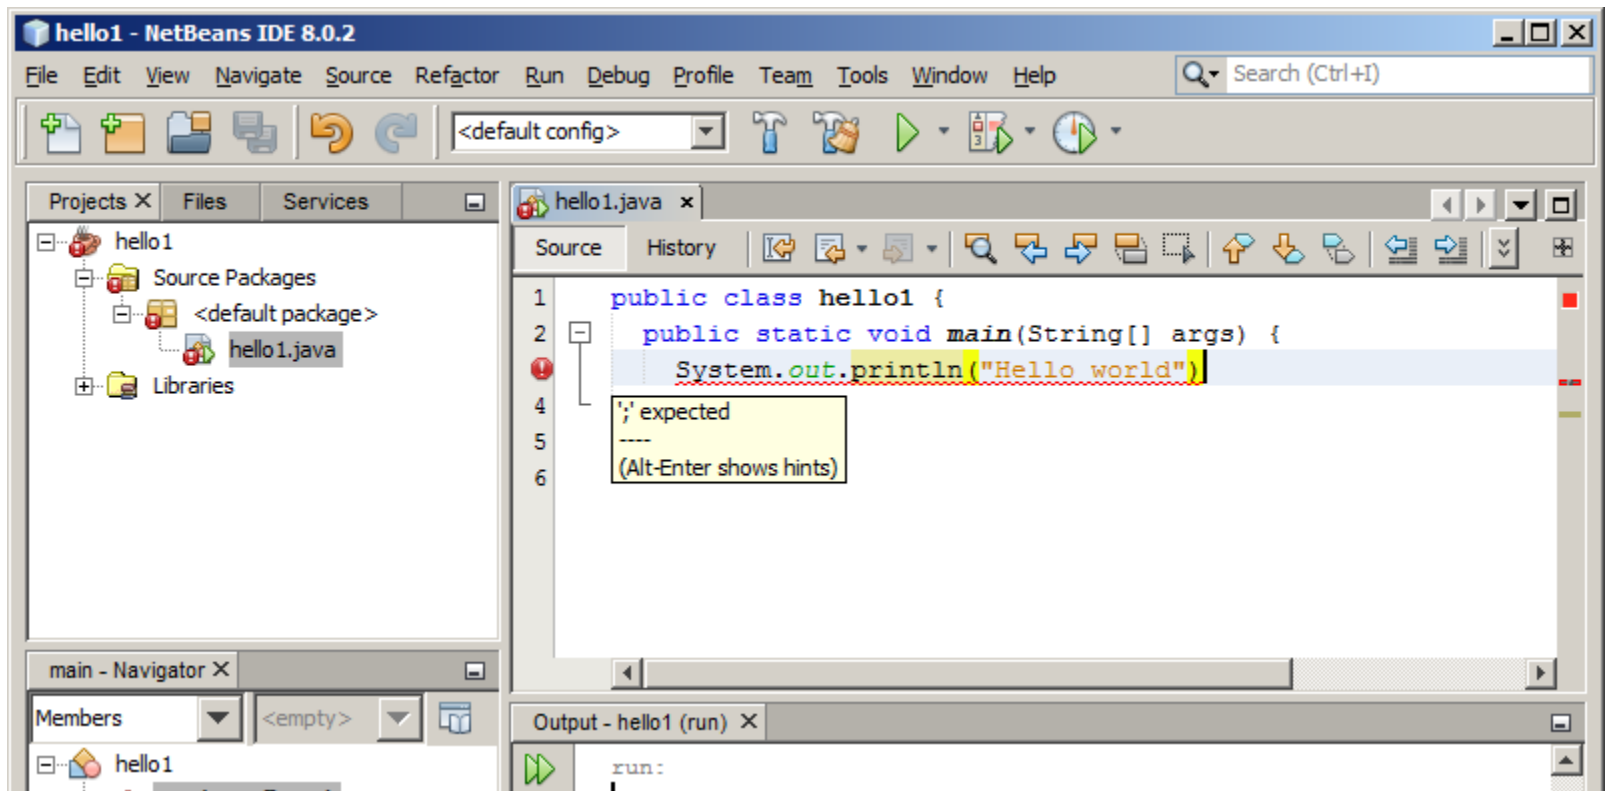 hello1 - NetBeans IDE 8.0.2
File Edit View Navigate Source Refactor Run Debug Profile Team Tools Window Help Search (Ctrl+I)
<default config>
Projects Files Services
hello1
Source Packages
<default package>
hello1.java
Libraries
hello1.java
Source History
1 public class hello1 {
2 public static void main(String[] args) {
System.out.println("Hello world")
4
5
6
';' expected
----
(Alt-Enter shows hints)
main - Navigator
Members <empty>
hello1
Output - hello1 (run)
run: